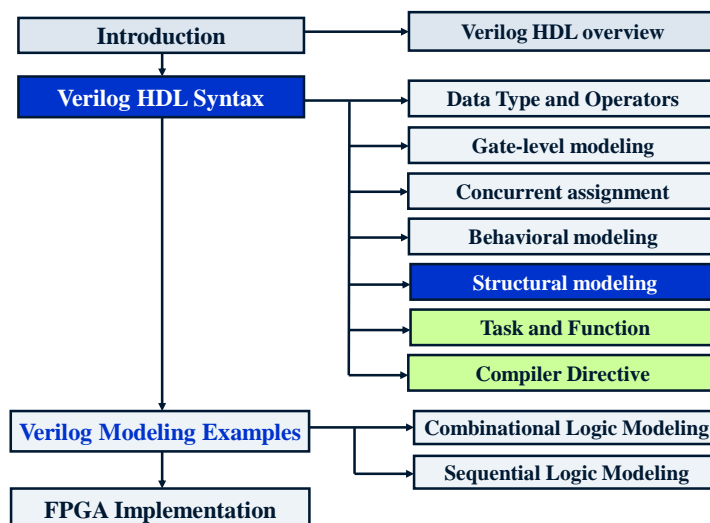 Introduction
Verilog HDL overview
Verilog HDL Syntax
Data Type and Operators
Gate-level modeling
Concurrent assignment
Behavioral modeling
Structural modeling
Task and Function
Compiler Directive
Verilog Modeling Examples
Combinational Logic Modeling
Sequential Logic Modeling
FPGA Implementation